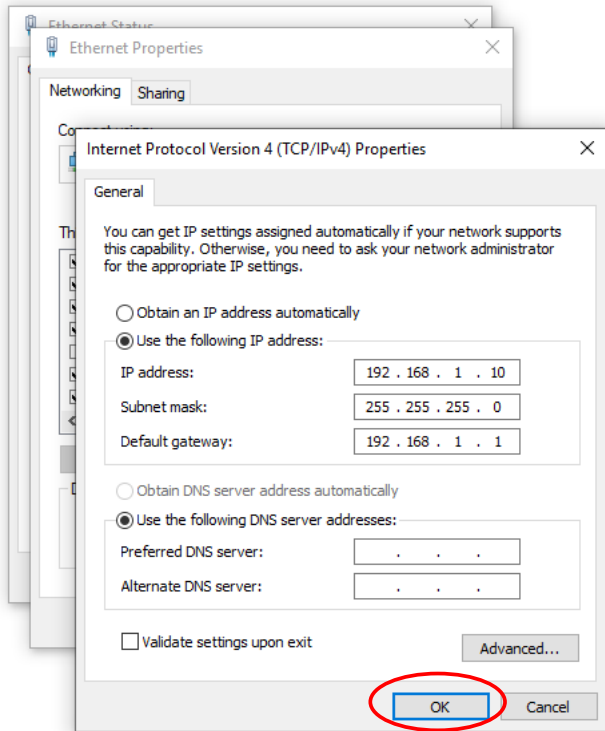 Ethernet Status
Ethernet Properties
Networking
Sharing
Internet Protocol Version 4 (TCP/IPv4) Properties
General
You can get IP settings assigned automatically if your network supports
this capability. Otherwise, you need to ask your network administrator
for the appropriate IP settings.
Obtain an IP address automatically
Use the following IP address:
IP address: 192 . 168 . 1 . 10
Subnet mask: 255 . 255 . 255 . 0
Default gateway: 192 . 168 . 1 . 1
Obtain DNS server address automatically
Use the following DNS server addresses:
Preferred DNS server: . . .
Alternate DNS server: . . .
Validate settings upon exit
Advanced...
OK
Cancel